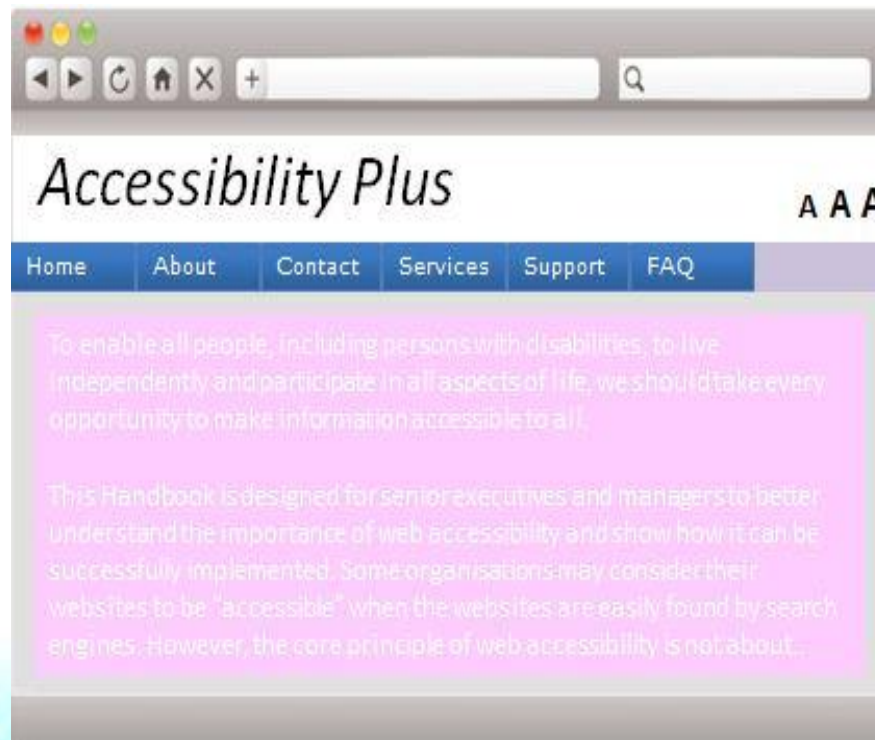 Accessibility Plus
A A A
Home About Contact Services Support FAQ
To enable all people, including persons with disabilities, to live
independently and participate in all aspects of life, we should take every
opportunity to make information accessible to all.
This Handbook is designed for senior executives and managers to better
understand the importance of web accessibility and show how it can be
successfully implemented. Some organisations may consider their
websites to be "accessible" when the websites are easily found by search
engines. However, the core principle of web accessibility is not about...